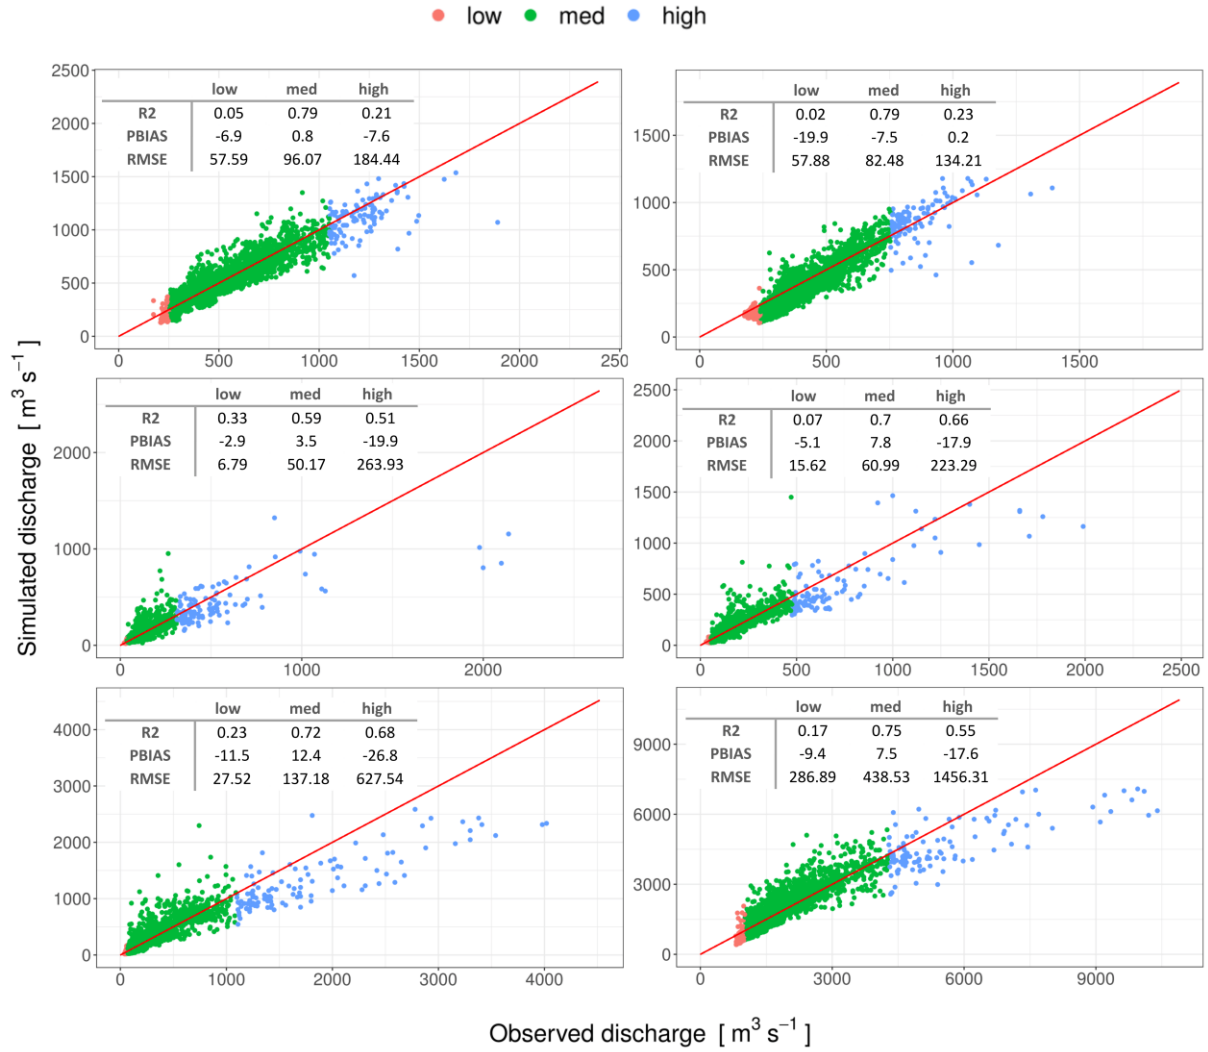 low med high
low med high
R2 0.05 0.79 0.21
PBIAS -6.9 0.8 -7.6
RMSE 57.59 96.07 184.44
2500
2000
1500
1000
500
0
0 500 1000 1500 2000 250
low med high
R2 0.02 0.79 0.23
PBIAS -19.9 -7.5 0.2
RMSE 57.88 82.48 134.21
1500
1000
500
0
0 500 1000 1500
low med high
R2 0.33 0.59 0.51
PBIAS -2.9 3.5 -19.9
RMSE 6.79 50.17 263.93
2000
1000
0
0 1000 2000
low med high
R2 0.07 0.7 0.66
PBIAS -5.1 7.8 -17.9
RMSE 15.62 60.99 223.29
2500
2000
1500
1000
500
0
0 500 1000 1500 2000 2500
low med high
R2 0.23 0.72 0.68
PBIAS -11.5 12.4 -26.8
RMSE 27.52 137.18 627.54
4000
3000
2000
1000
0
0 1000 2000 3000 4000
low med high
R2 0.17 0.75 0.55
PBIAS -9.4 7.5 -17.6
RMSE 286.89 438.53 1456.31
9000
6000
3000
0
0 3000 6000 9000
Simulated discharge [ m³ s⁻¹ ]
Observed discharge [ m³ s⁻¹ ]